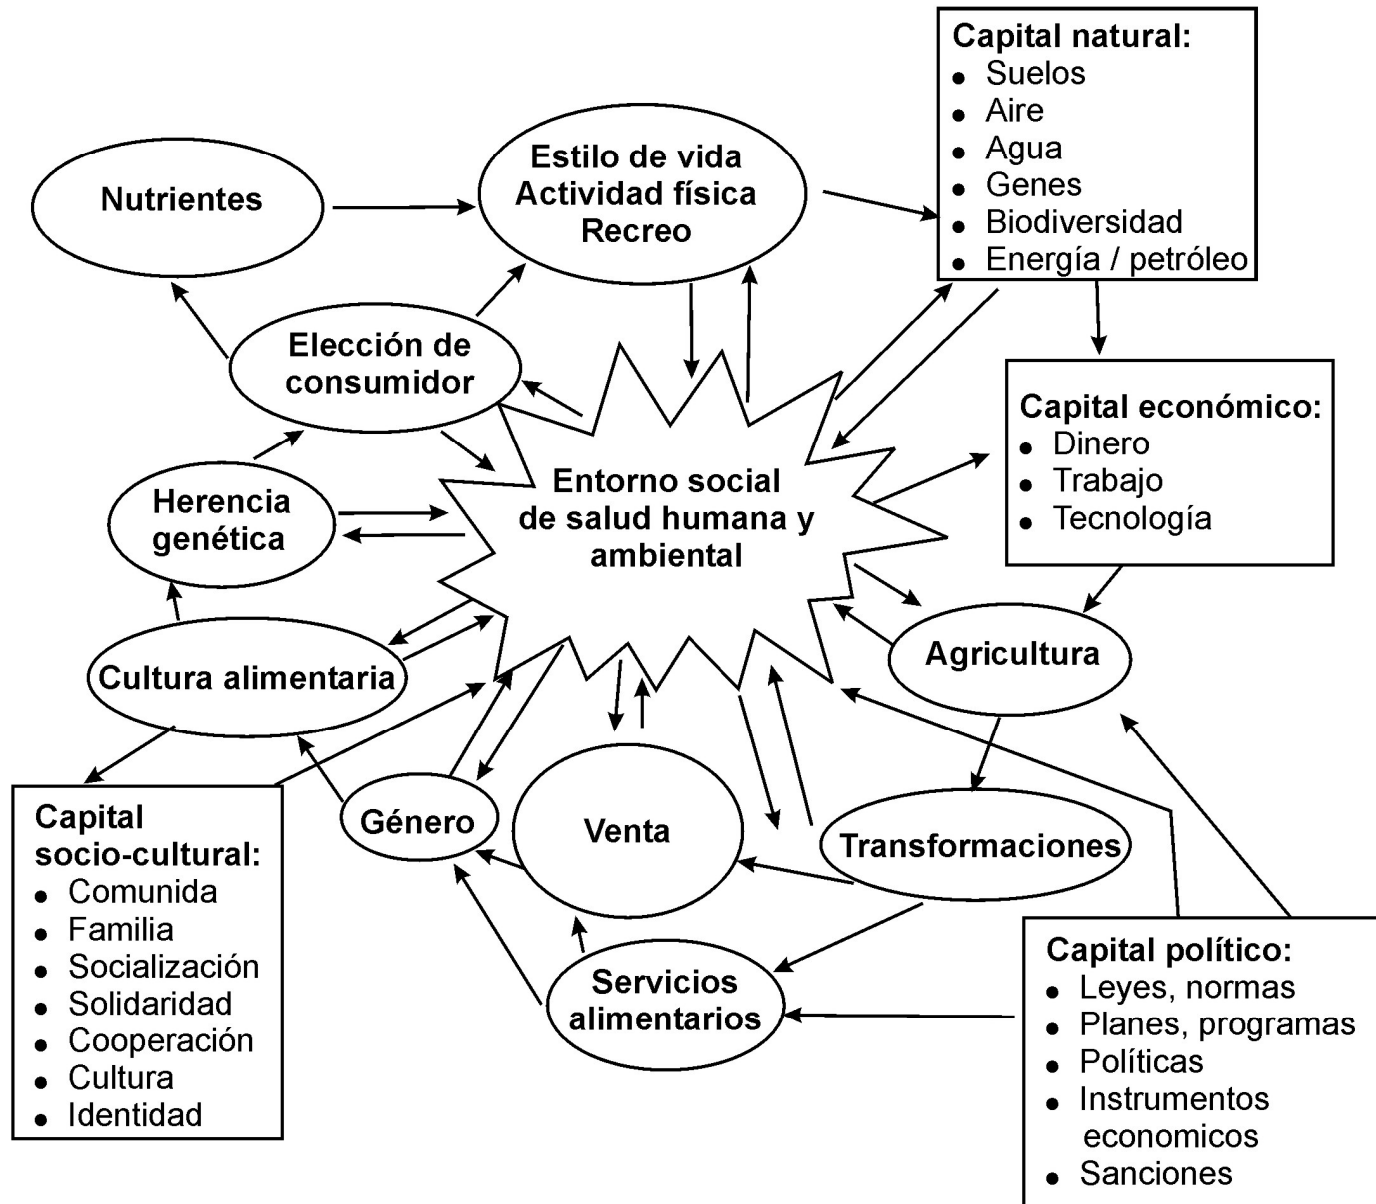 Capital natural:
• Suelos
• Aire
• Agua
• Genes
• Biodiversidad
• Energía / petróleo
Estilo de vida
Actividad física
Recreo
Nutrientes
Elección de
consumidor
Capital económico:
• Dinero
• Trabajo
• Tecnología
Herencia
genética
Entorno social
de salud humana y
ambiental
Cultura alimentaria
Agricultura
Capital
socio-cultural:
• Comunida
• Familia
• Socialización
• Solidaridad
• Cooperación
• Cultura
• Identidad
Género
Venta
Transformaciones
Servicios
alimentarios
Capital político:
• Leyes, normas
• Planes, programas
• Políticas
• Instrumentos
economicos
• Sanciones